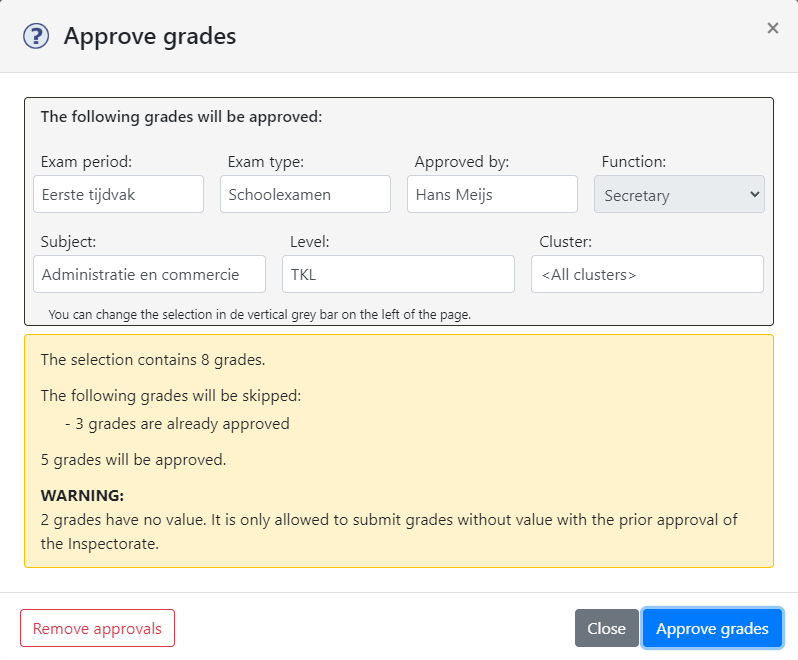 Approve grades
×
The following grades will be approved:
Exam period: Exam type: Approved by: Function:
Eerste tijdvak Schoolexamen Hans Meijs Secretary
Subject: Level: Cluster:
Administratie en commercie TKL <All clusters>
You can change the selection in de vertical grey bar on the left of the page.
The selection contains 8 grades.
The following grades will be skipped:
- 3 grades are already approved
5 grades will be approved.
WARNING:
2 grades have no value. It is only allowed to submit grades without value with the prior approval of
the Inspectorate.
Remove approvals Close Approve grades